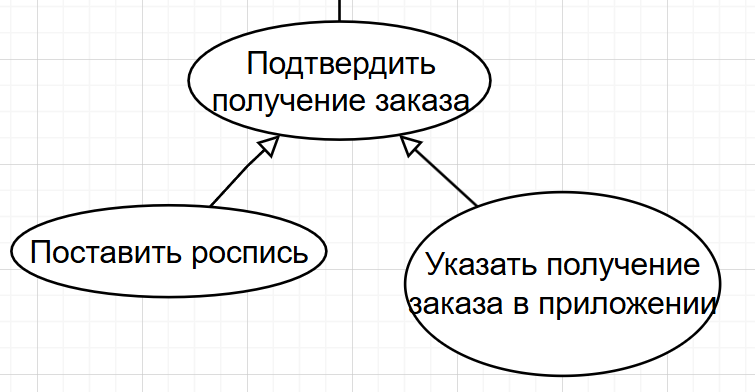 Подтвердить
получение заказа
Поставить роспись
Указать получение
заказа в приложении